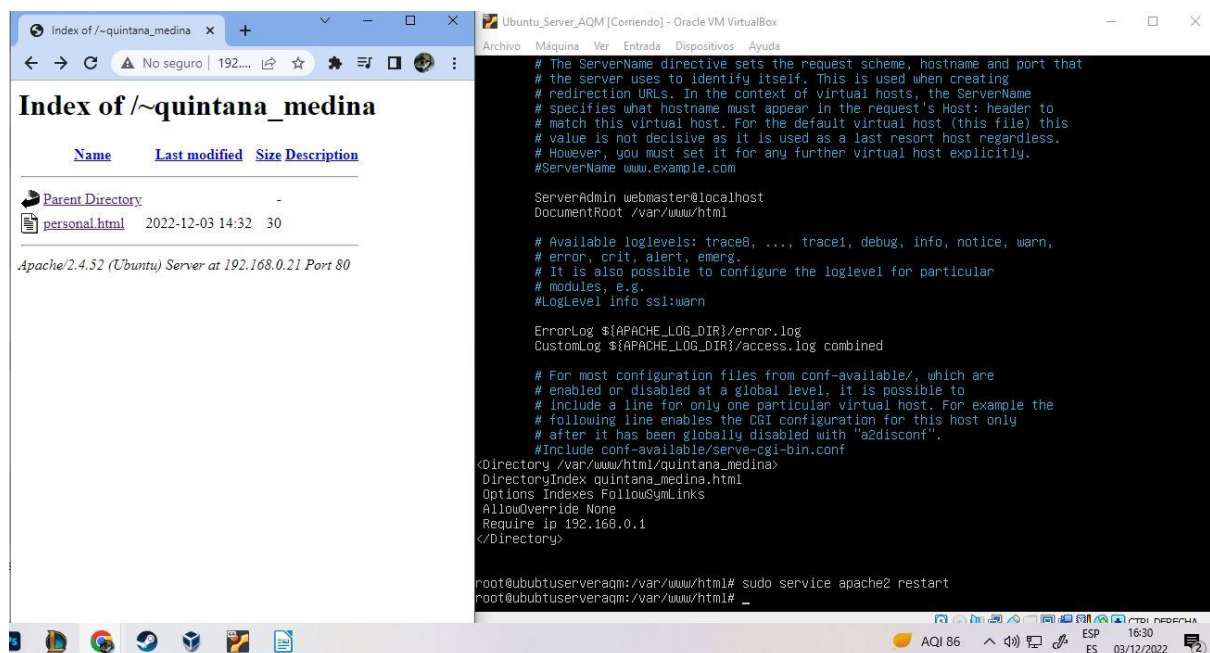 Index of /~quintana_medina
No seguro | 192....
Index of /~quintana_medina
Name Last modified Size Description
Parent Directory -
personal.html 2022-12-03 14:32 30
Apache/2.4.52 (Ubuntu) Server at 192.168.0.21 Port 80
Ubuntu_Server_AQM [Corriendo] - Oracle VM VirtualBox
Archivo Máquina Ver Entrada Dispositivos Ayuda
# The ServerName directive sets the request scheme, hostname and port that
# the server uses to identify itself. This is used when creating
# redirection URLs. In the context of virtual hosts, the ServerName
# specifies what hostname must appear in the request's Host: header to
# match this virtual host. For the default virtual host (this file) this
# value is not decisive as it is used as a last resort host regardless.
# However, you must set it for any further virtual host explicitly.
#ServerName www.example.com
ServerAdmin webmaster@localhost
DocumentRoot /var/www/html
# Available loglevels: trace8, ..., trace1, debug, info, notice, warn,
# error, crit, alert, emerg.
# It is also possible to configure the loglevel for particular
# modules, e.g.
#LogLevel info ssl:warn
ErrorLog ${APACHE_LOG_DIR}/error.log
CustomLog ${APACHE_LOG_DIR}/access.log combined
# For most configuration files from conf-available/, which are
# enabled or disabled at a global level, it is possible to
# include a line for only one particular virtual host. For example the
# following line enables the CGI configuration for this host only
# after it has been globally disabled with "a2disconf".
#Include conf-available/serve-cgi-bin.conf
<Directory /var/www/html/quintana_medina>
DirectoryIndex quintana_medina.html
Options Indexes FollowSymLinks
AllowOverride None
Require ip 192.168.0.1
</Directory>
root@ububtuserveraqm:/var/www/html# sudo service apache2 restart
root@ububtuserveraqm:/var/www/html# _
CTRL DERECHA
AQI 86 ESP 16:30
ES 03/12/2022